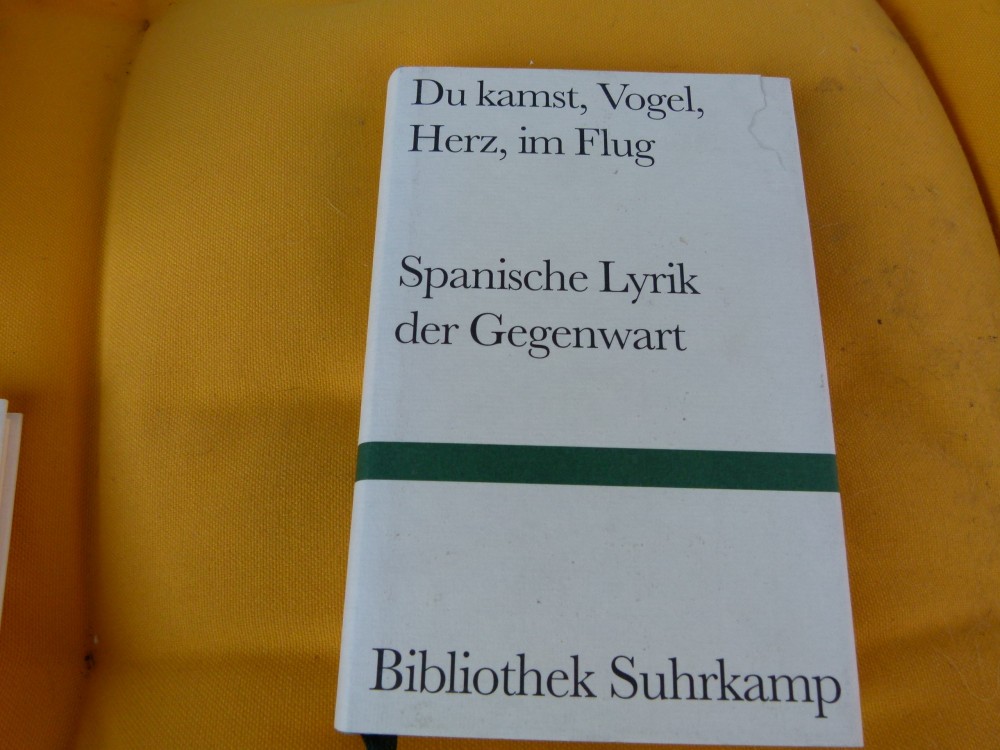 Du kamst, Vogel,
Herz, im Flug
Spanische Lyrik
der Gegenwart
Bibliothek Suhrkamp